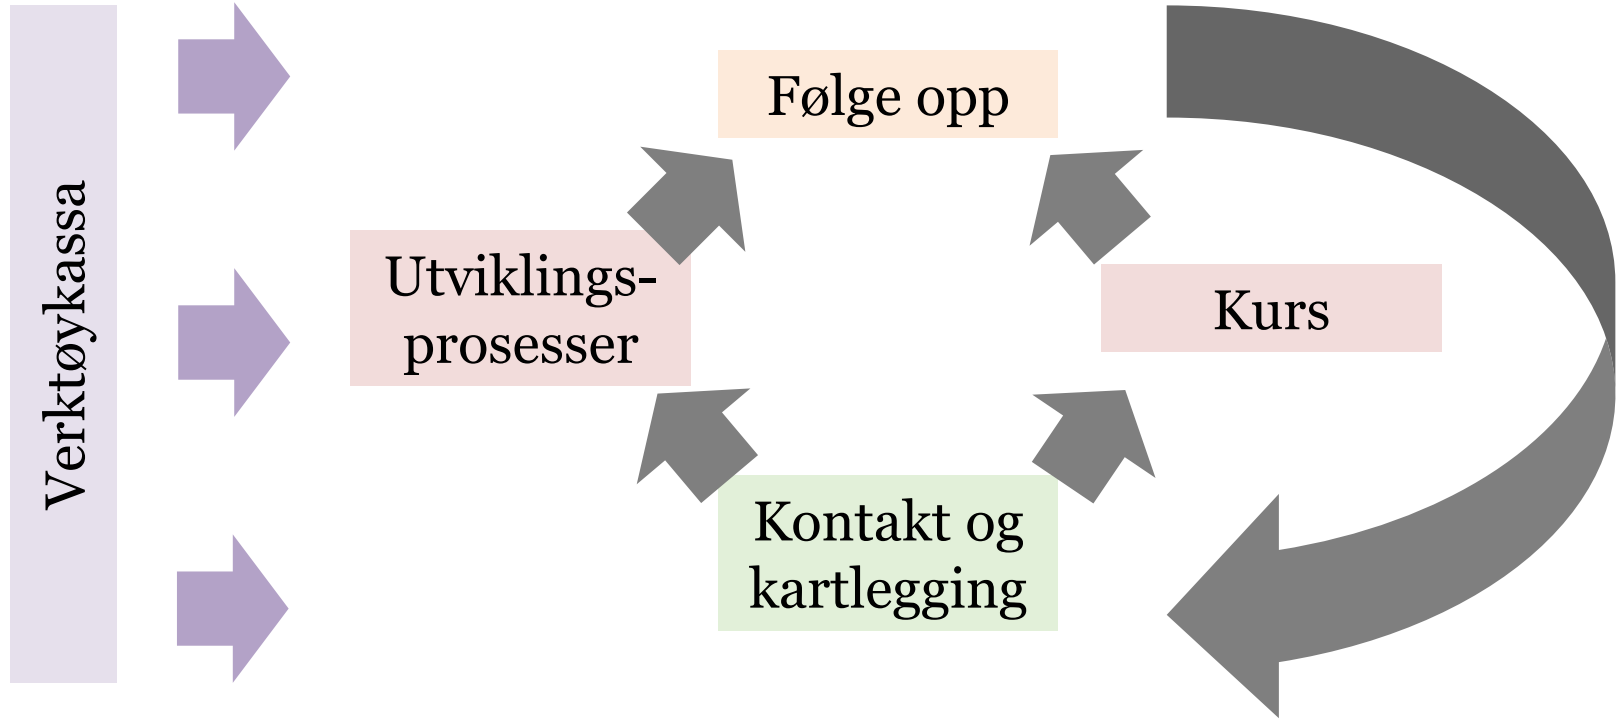 Verktøykassa
Følge opp
Utviklings-
prosesser
Kurs
Kontakt og
kartlegging